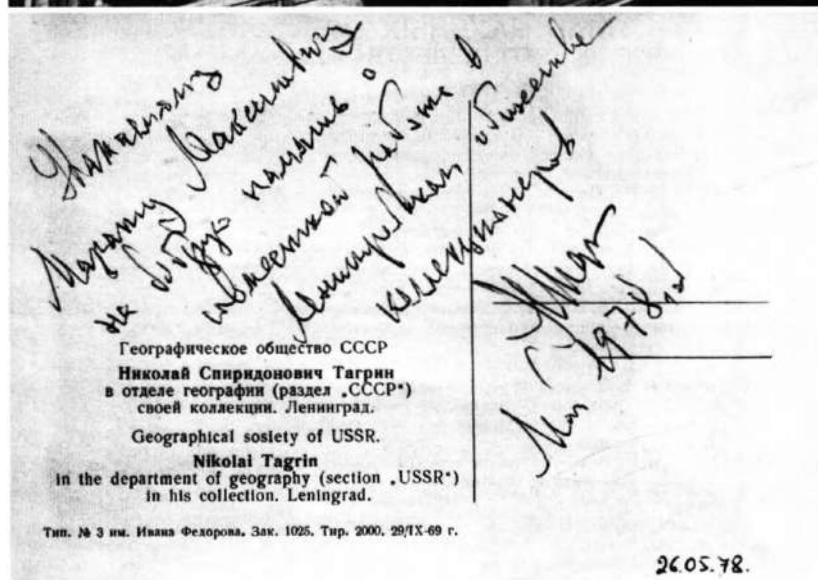 Уважаемому
Марату Максимовичу
на добрую память о
совместной работе в
Ленинградском обществе
коллекционеров
Май 1978 г.
Географическое общество СССР
Николай Спиридонович Тагрин
в отделе географии (раздел „СССР“)
своей коллекции. Ленинград.
Geographical sosiety of USSR.
Nikolai Tagrin
in the department of geography (section „USSR“)
in his collection. Leningrad.
Тип. № 3 им. Ивана Федорова. Зак. 1025. Тир. 2000. 29/IX-69 г.
26.05.78.